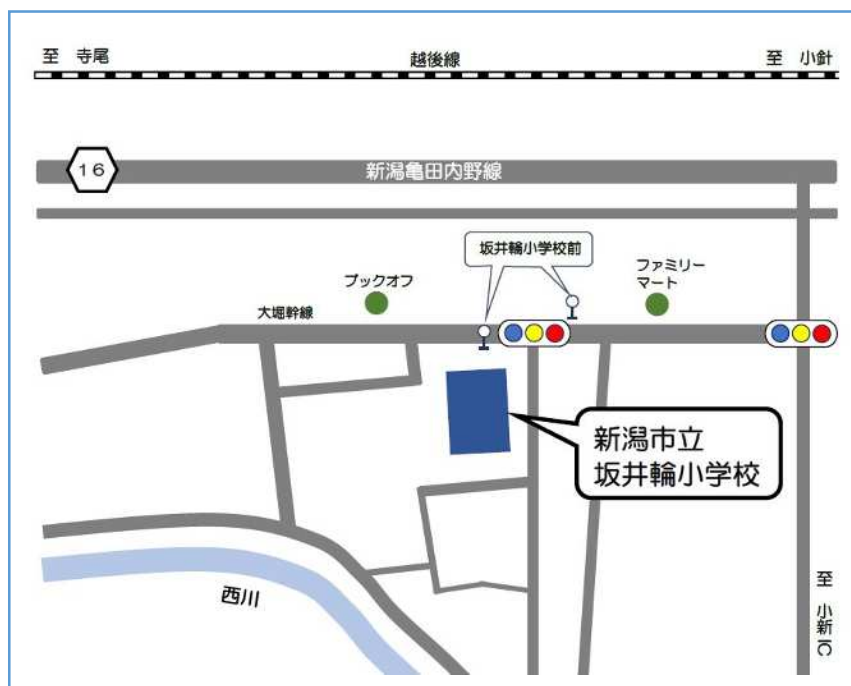 至 寺尾
越後線
至 小針
16
新潟亀田内野線
坂井輪小学校前
ブックオフ
ファミリー
マート
大堀幹線
新潟市立
坂井輪小学校
西川
至 小新IC